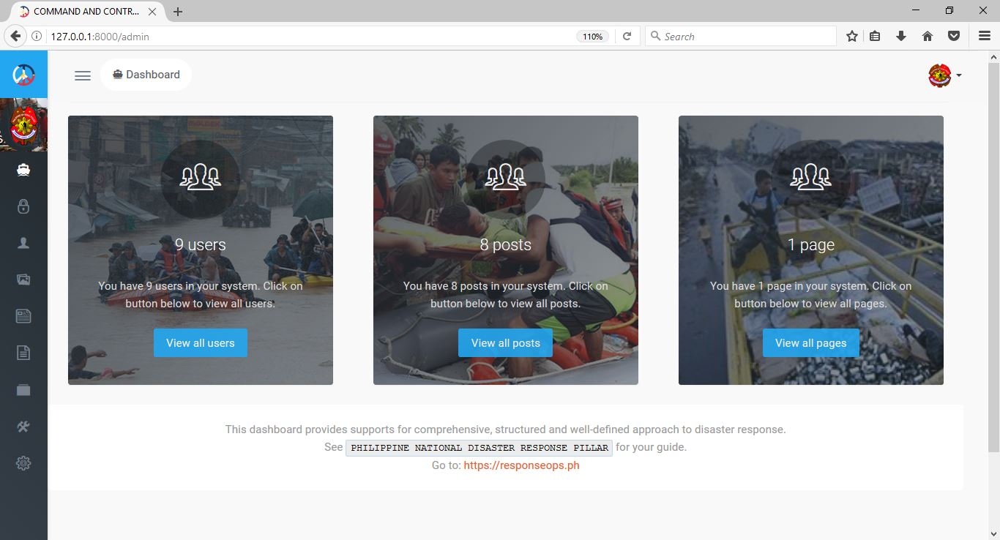 COMMAND AND CONTR...
127.0.0.1:8000/admin
110%
Search
Dashboard
S.
MOLDEX
9 users
You have 9 users in your system. Click on
button below to view all users.
View all users
8 posts
You have 8 posts in your system. Click on
button below to view all posts.
View all posts
1 page
You have 1 page in your system. Click on
button below to view all pages.
View all pages
This dashboard provides supports for comprehensive, structured and well-defined approach to disaster response.
See PHILIPPINE NATIONAL DISASTER RESPONSE PILLAR for your guide.
Go to: https://responseops.ph